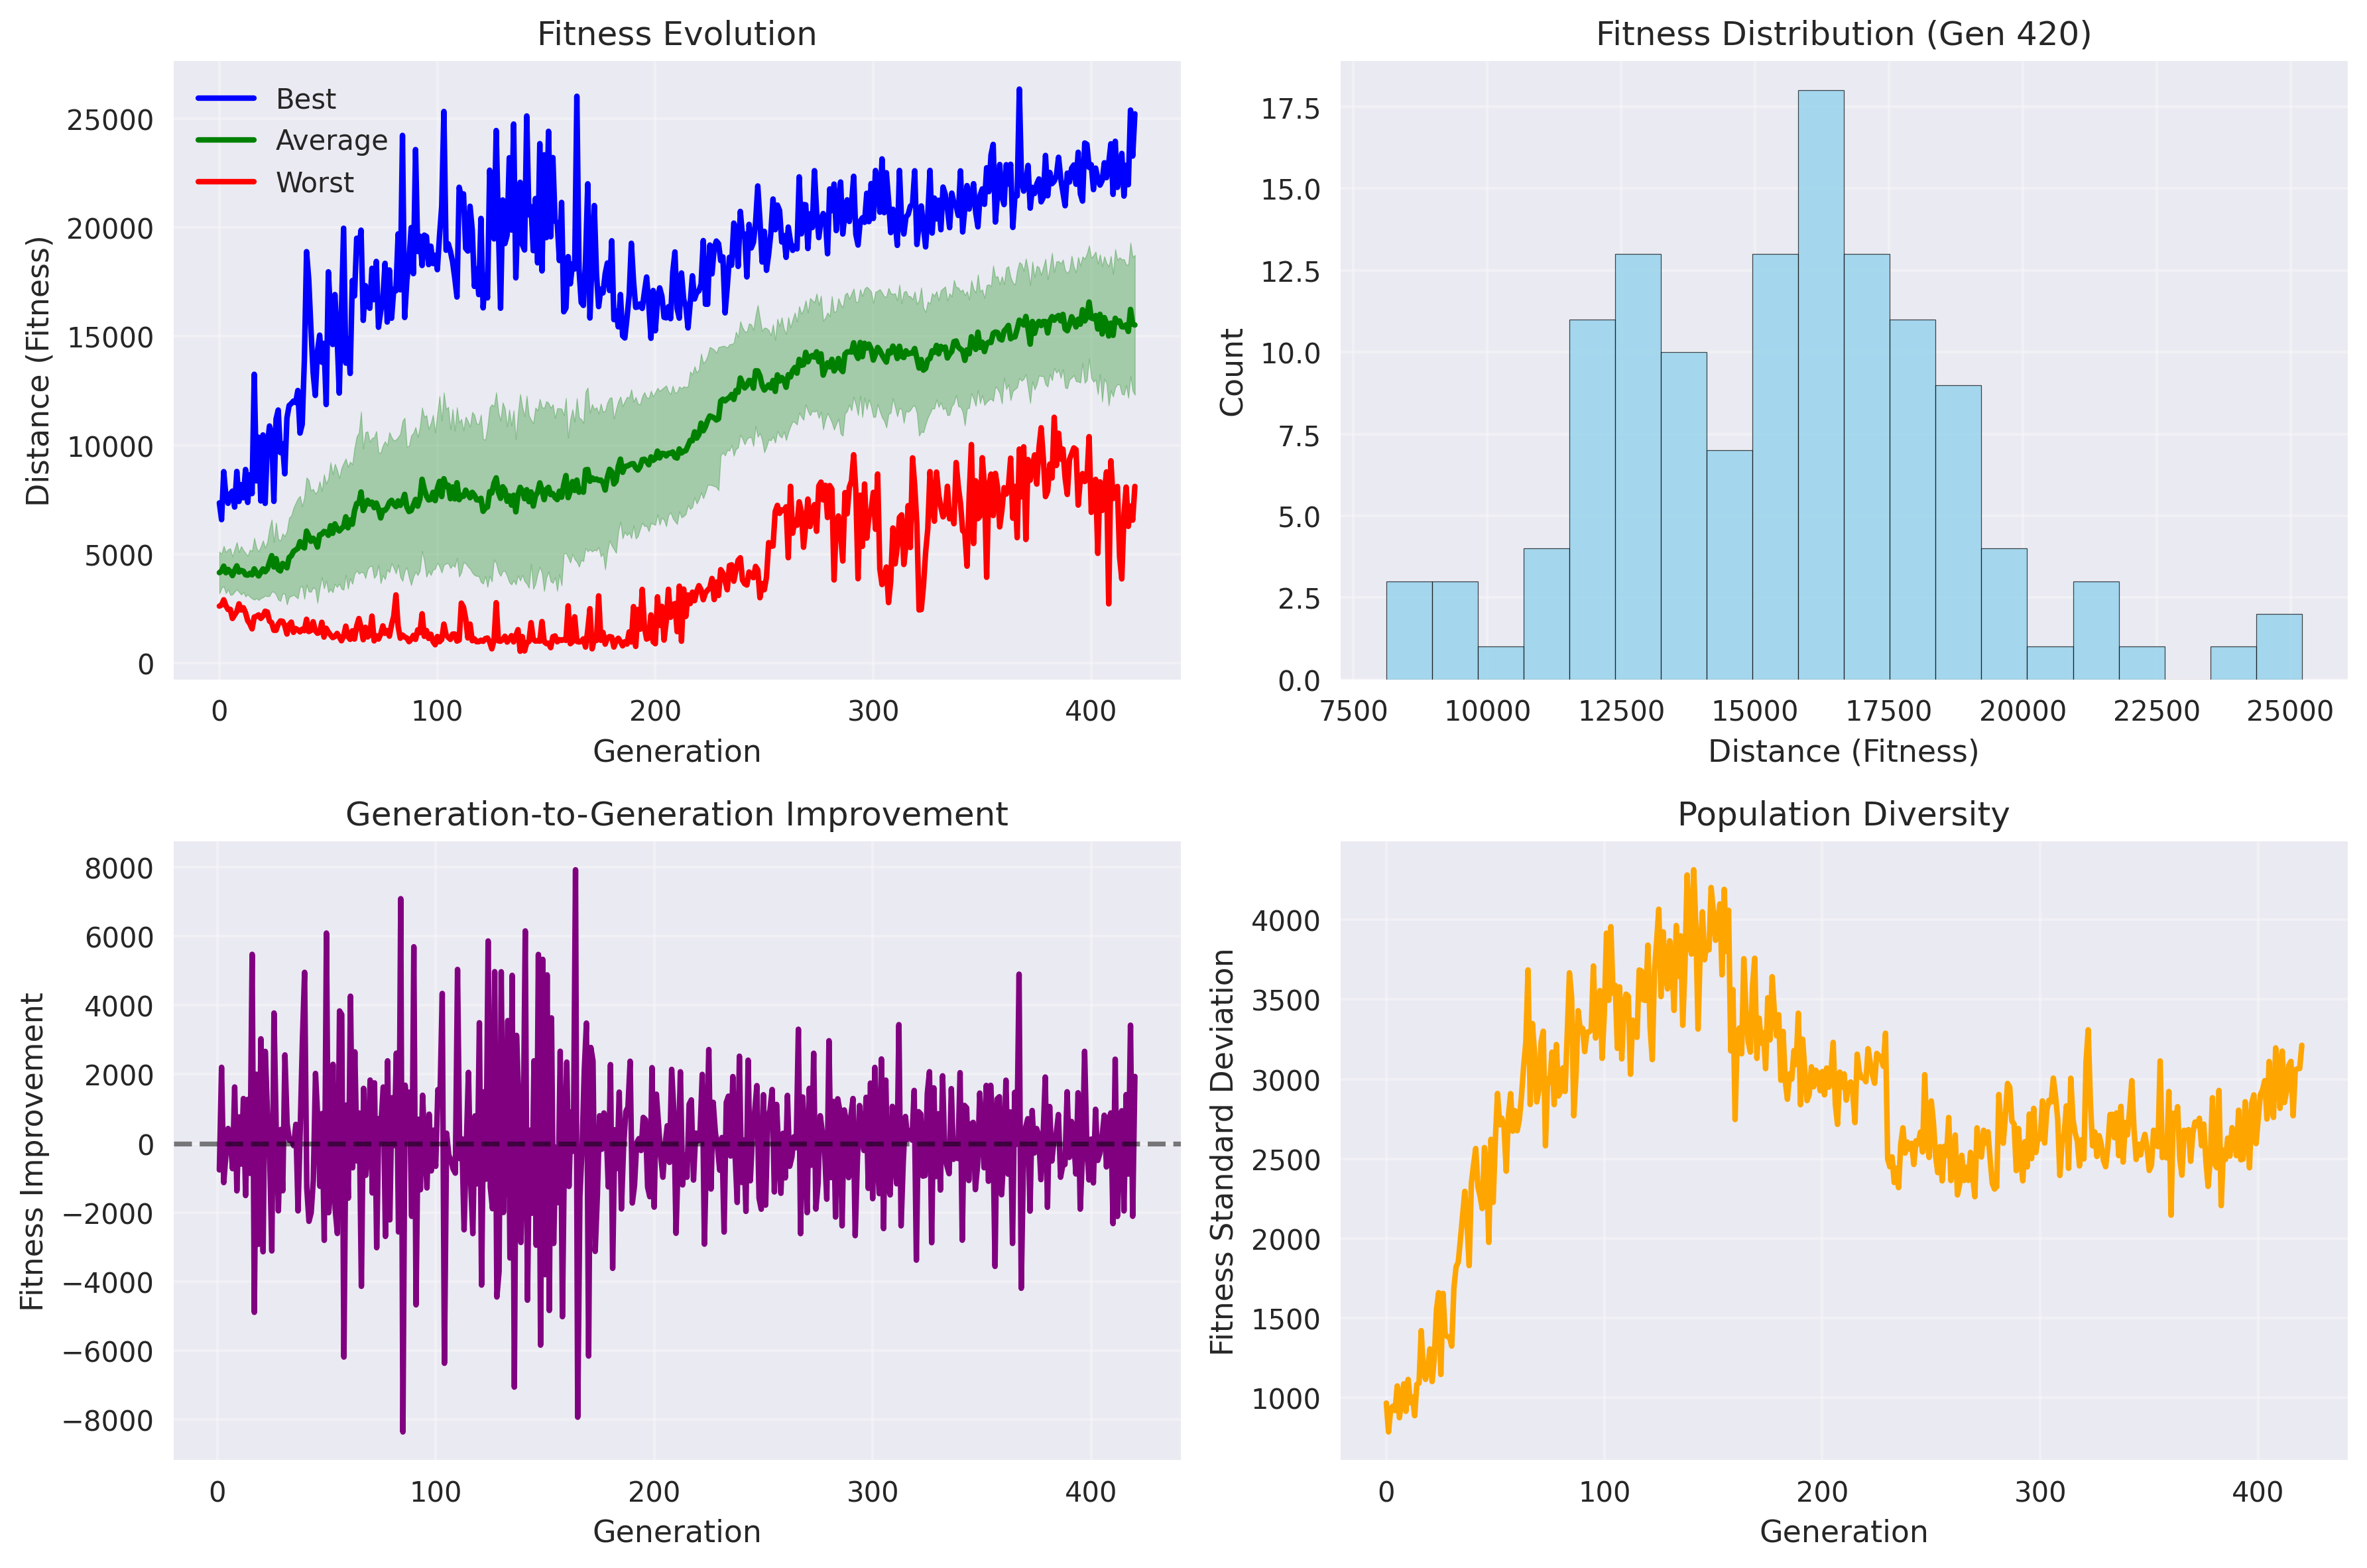 Fitness Evolution
Distance (Fitness)
25000
20000
15000
10000
5000
0
Best
Average
Worst
0 100 200 300 400
Generation
Fitness Distribution (Gen 420)
Count
17.5
15.0
12.5
10.0
7.5
5.0
2.5
0.0
7500 10000 12500 15000 17500 20000 22500 25000
Distance (Fitness)
Generation-to-Generation Improvement
Fitness Improvement
8000
6000
4000
2000
0
−2000
−4000
−6000
−8000
0 100 200 300 400
Generation
Population Diversity
Fitness Standard Deviation
4000
3500
3000
2500
2000
1500
1000
0 100 200 300 400
Generation